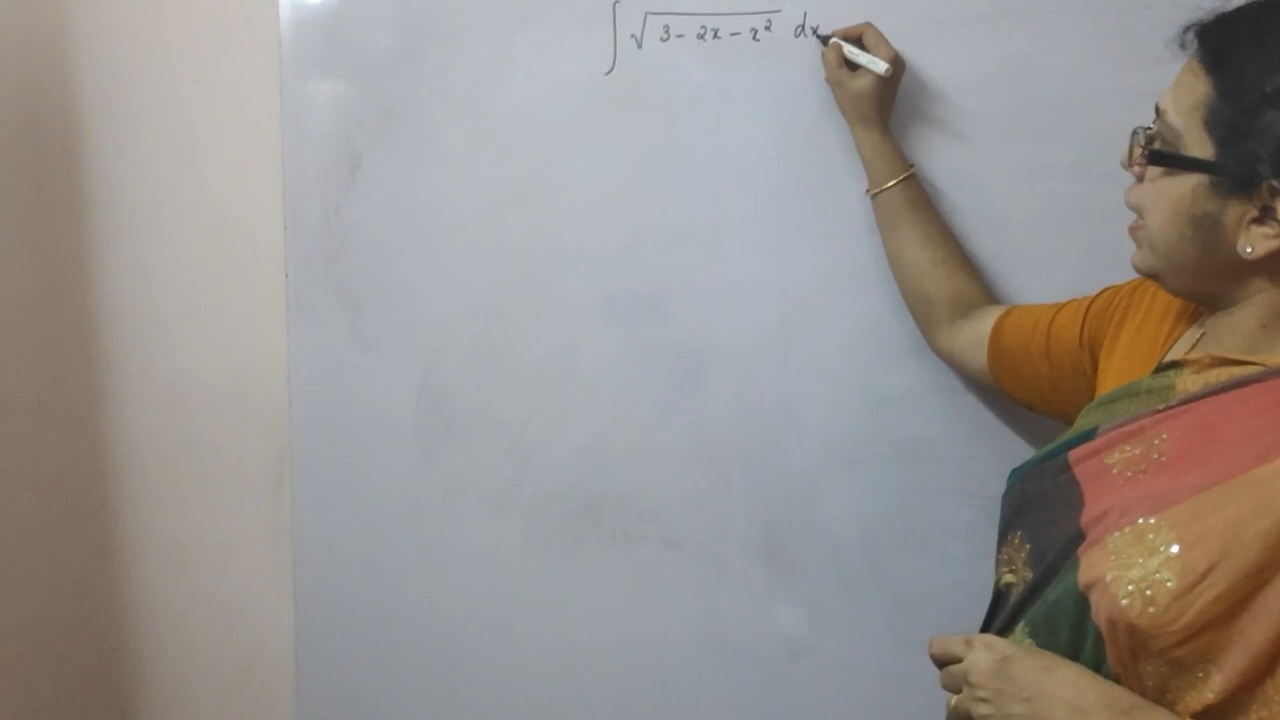 ∫ √(3 - 2x - x²) dx